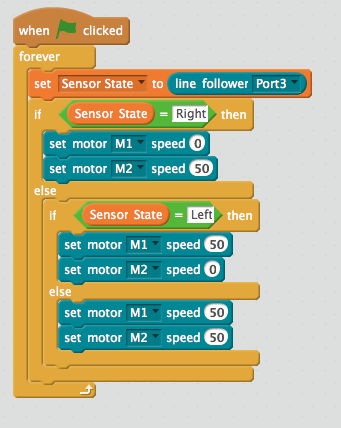 when clicked
forever
set Sensor State to line follower Port3
if Sensor State = Right then
set motor M1 speed 0
set motor M2 speed 50
else
if Sensor State = Left then
set motor M1 speed 50
set motor M2 speed 0
else
set motor M1 speed 50
set motor M2 speed 50